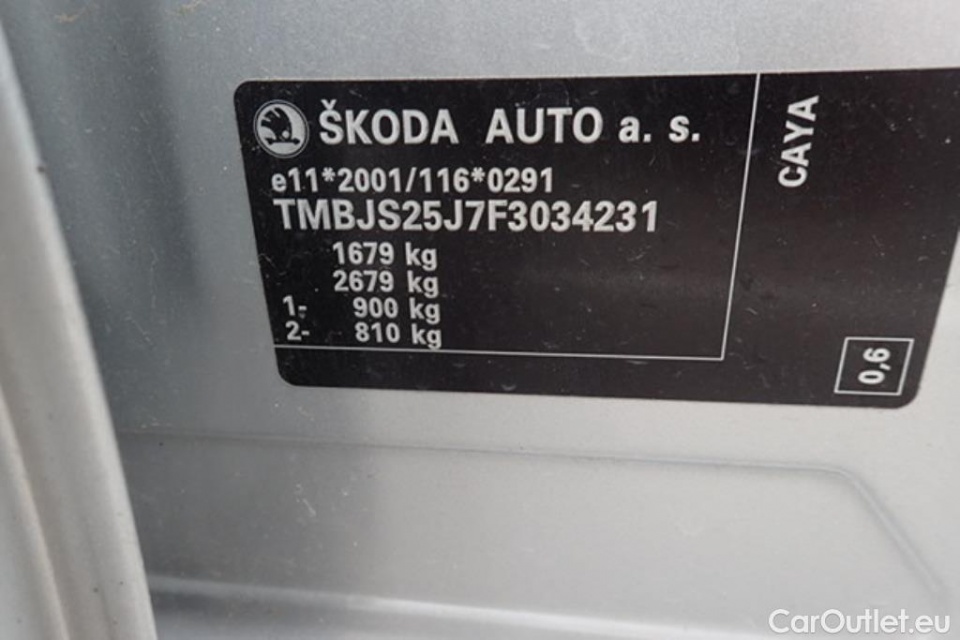 ŠKODA AUTO a. s.
e11*2001/116*0291
TMBJS25J7F3034231
1679 kg
2679 kg
1- 900 kg
2- 810 kg
CAYA
0,6
CarOutlet.eu